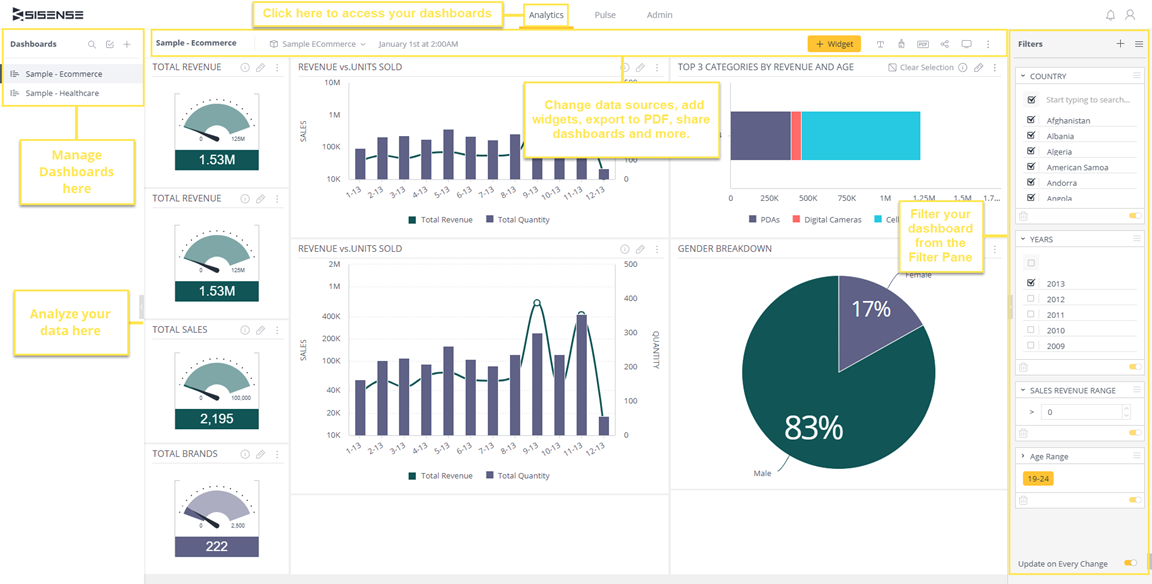 SISENSE
Click here to access your dashboards
Analytics
Pulse
Admin
Dashboards
Sample - Ecommerce
Sample - Healthcare
Manage
Dashboards
here
Analyze your
data here
Sample - Ecommerce
Sample ECommerce
January 1st at 2:00AM
+ Widget
PDF
Change data sources, add
widgets, export to PDF, share
dashboards and more.
TOTAL REVENUE
0
125M
1.53M
TOTAL REVENUE
0
125M
1.53M
TOTAL SALES
0
100,000
2,195
TOTAL BRANDS
0
2,500
222
REVENUE vs.UNITS SOLD
SALES
10M
1M
100K
10K
100
0
1-13 2-13 3-13 4-13 5-13 6-13 7-13 8-13 9-13 10-13 11-13 12-13
Total Revenue Total Quantity
REVENUE vs.UNITS SOLD
SALES
2M
1M
400K
200K
100K
40K
20K
10K
500
400
300
200
100
0
QUANTITY
1-13 2-13 3-13 4-13 5-13 6-13 7-13 8-13 9-13 10-13 11-13 12-13
Total Revenue Total Quantity
TOP 3 CATEGORIES BY REVENUE AND AGE
Clear Selection
0 250K 500K 750K 1M 1.25M 1.5M 1.7...
PDAs Digital Cameras Cell
GENDER BREAKDOWN
Female
17%
83%
Male
Filter your
dashboard
from the
Filter Pane
Filters
COUNTRY
Start typing to search...
Afghanistan
Albania
Algeria
American Samoa
Andorra
Angola
YEARS
2013
2012
2011
2010
2009
SALES REVENUE RANGE
> 0
Age Range
19-24
Update on Every Change